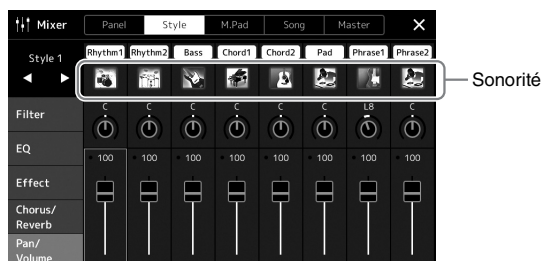 Mixer Panel Style M.Pad Song Master
Style 1 Rhythm1 Rhythm2 Bass Chord1 Chord2 Pad Phrase1 Phrase2
Sonorité
Filter C C C C C C L8 C
EQ
100 100 100 100 100 100 100 100
Effect
Chorus/
Reverb
Pan/
Volume